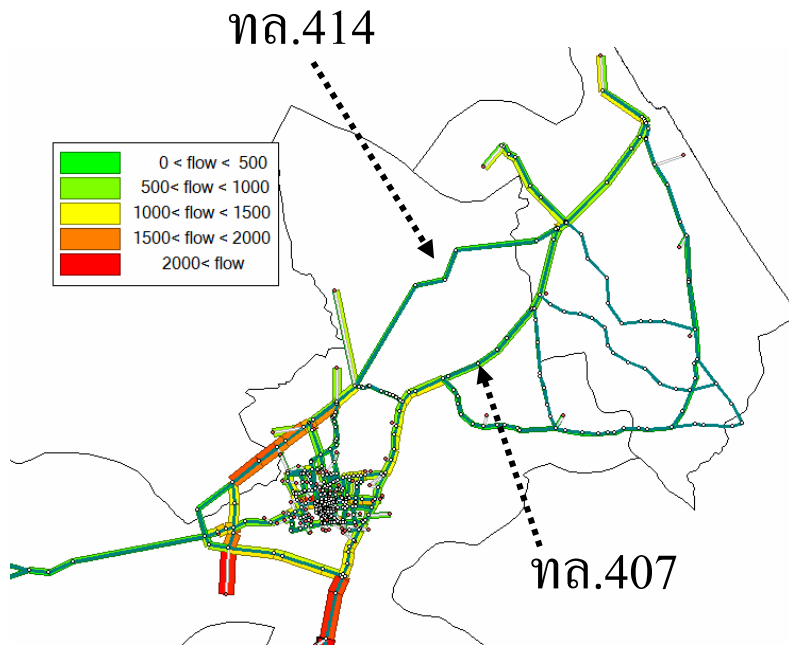 ทล.414
0 < flow < 500
500< flow < 1000
1000< flow < 1500
1500< flow < 2000
2000< flow
ทล.407